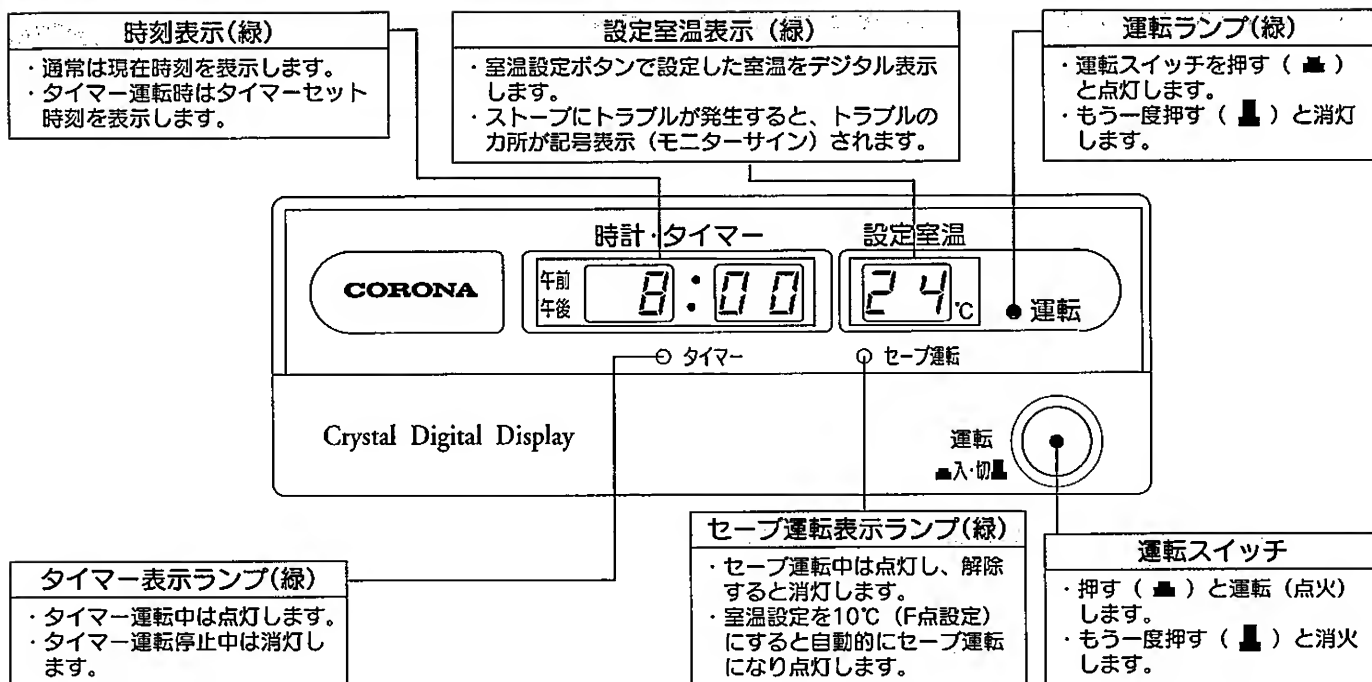 時刻表示(緑)
・通常は現在時刻を表示します。
・タイマー運転時はタイマーセット
時刻を表示します。
設定室温表示（緑）
・室温設定ボタンで設定した室温をデジタル表示
します。
・ストーブにトラブルが発生すると、トラブルの
カ所が記号表示（モニターサイン）されます。
運転ランプ(緑)
・運転スイッチを押す（ ）
と点灯します。
・もう一度押す（ ）と消灯
します。
時計・タイマー
設定室温
CORONA
午前
午後
8:00
24℃
運転
タイマー
セーブ運転
Crystal Digital Display
運転
入・切
タイマー表示ランプ(緑)
・タイマー運転中は点灯します。
・タイマー運転停止中は消灯し
ます。
セーブ運転表示ランプ(緑)
・セーブ運転中は点灯し、解除
すると消灯します。
・室温設定を10℃（F点設定）
にすると自動的にセーブ運転
になり点灯します。
運転スイッチ
・押す（ ）と運転（点火）
します。
・もう一度押す（ ）と消火
します。